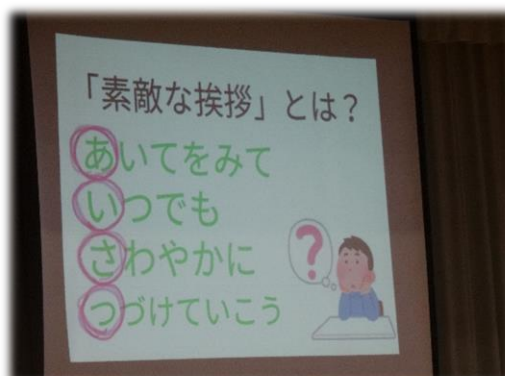 「素敵な挨拶」とは？
あいてをみて
いつでも
さわやかに
つづけていこう
?